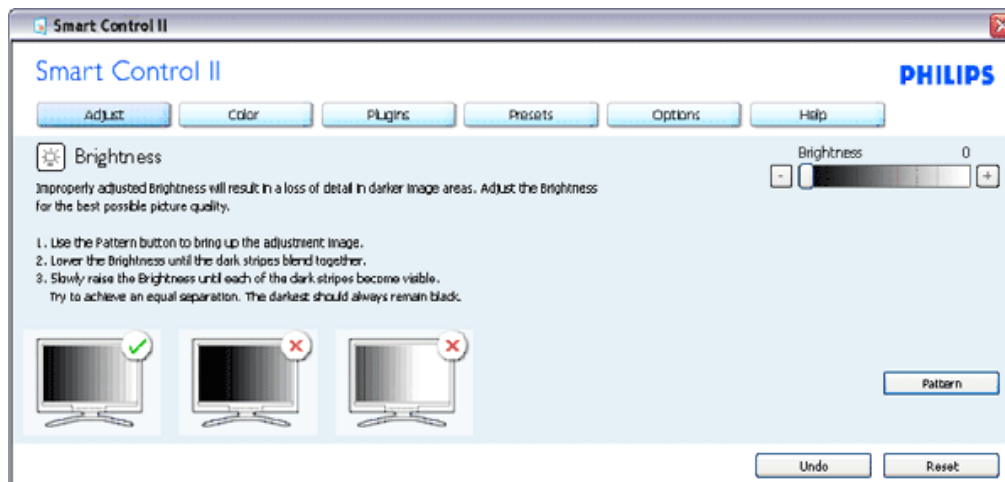 Smart Control II
Smart Control II
PHILIPS
Adjust Color Plugins Presets Options Help
Brightness
Brightness 0
Improperly adjusted Brightness will result in a loss of detail in darker image areas. Adjust the Brightness
for the best possible picture quality.
- +
1. Use the Pattern button to bring up the adjustment image.
2. Lower the Brightness until the dark stripes blend together.
3. Slowly raise the Brightness until each of the dark stripes become visible.
Try to achieve an equal separation. The darkest should always remain black.
Pattern
Undo Reset